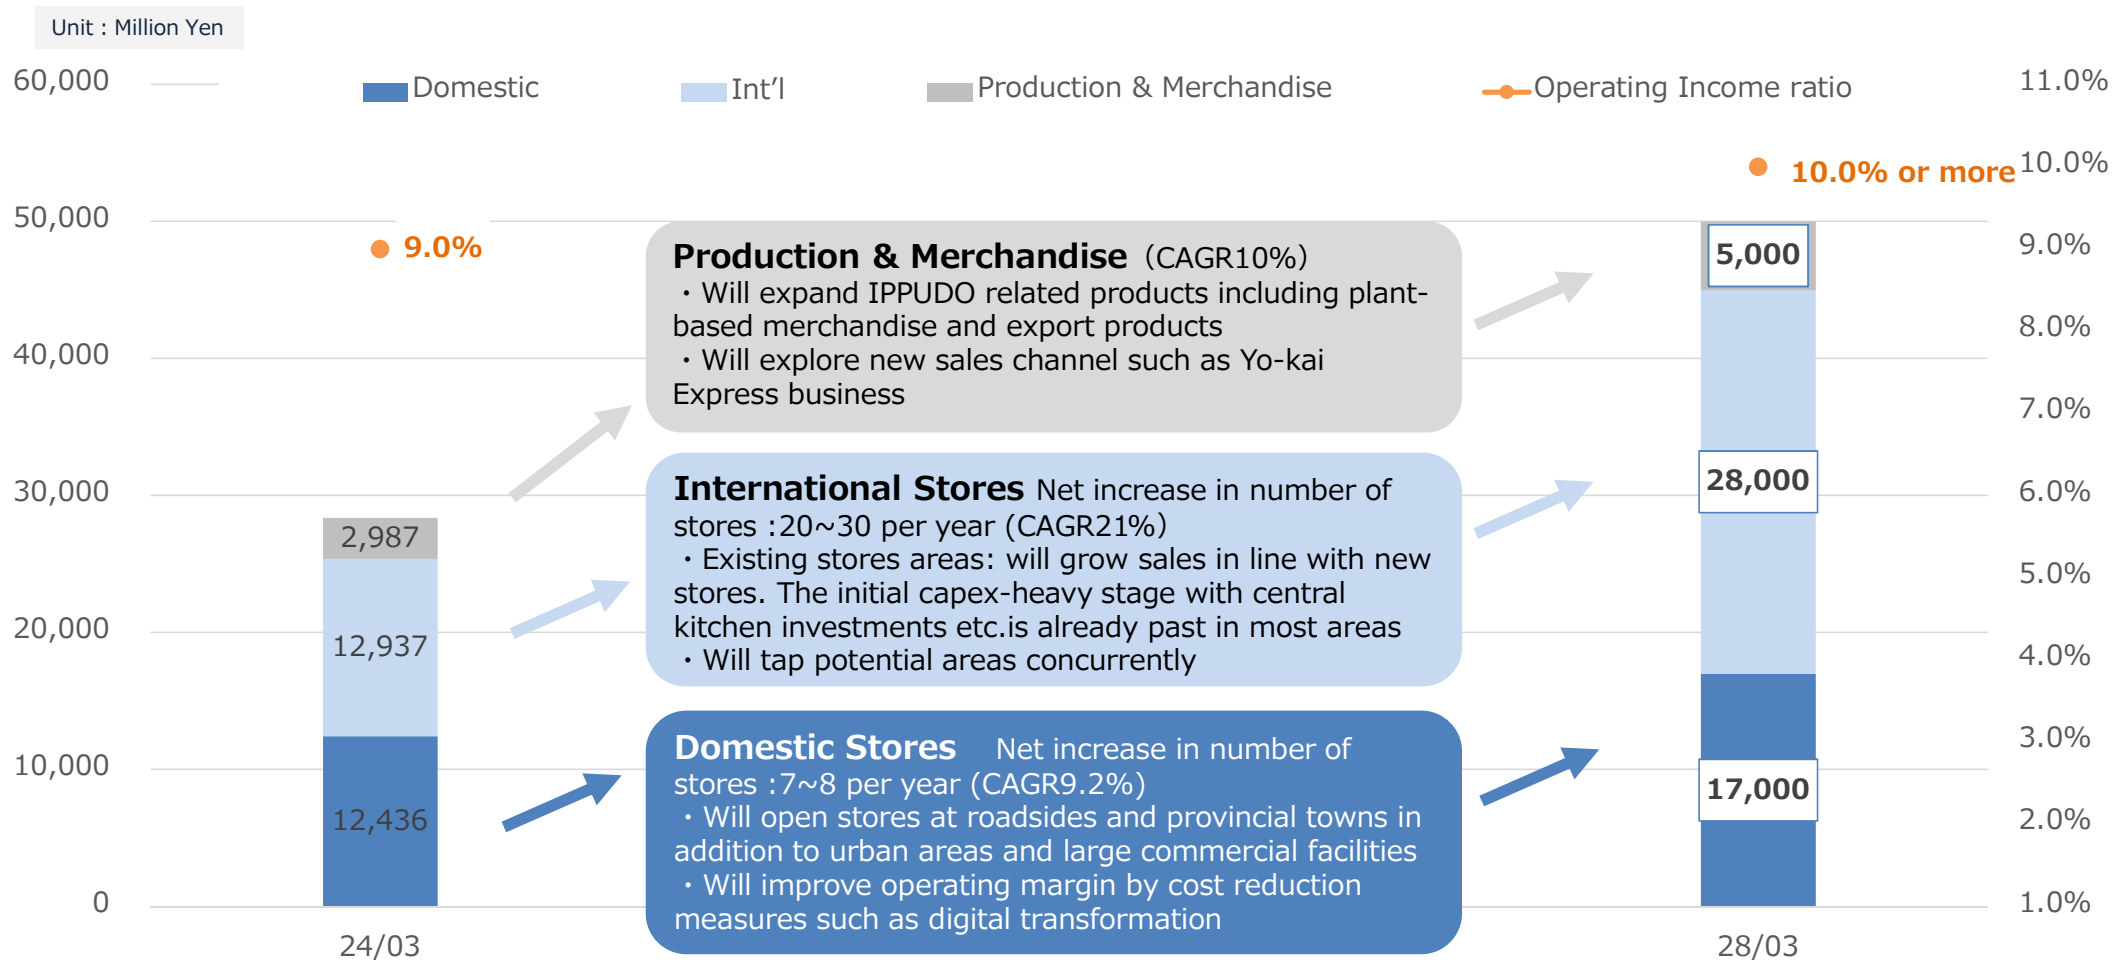 Unit : Million Yen
60,000
50,000
40,000
30,000
20,000
10,000
0
Domestic
Int’l
Production & Merchandise
Operating Income ratio
11.0%
10.0%
9.0%
8.0%
7.0%
6.0%
5.0%
4.0%
3.0%
2.0%
1.0%
9.0%
2,987
12,937
12,436
24/03
Production & Merchandise（CAGR10%）
・Will expand IPPUDO related products including plant-
based merchandise and export products
・Will explore new sales channel such as Yo-kai
Express business
International Stores Net increase in number of
stores :20~30 per year (CAGR21%）
・Existing stores areas: will grow sales in line with new
stores. The initial capex-heavy stage with central
kitchen investments etc.is already past in most areas
・Will tap potential areas concurrently
Domestic Stores Net increase in number of
stores :7~8 per year (CAGR9.2%)
・Will open stores at roadsides and provincial towns in
addition to urban areas and large commercial facilities
・Will improve operating margin by cost reduction
measures such as digital transformation
10.0% or more
5,000
28,000
17,000
28/03